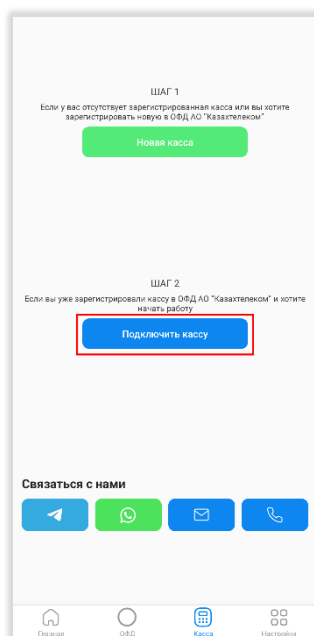 ШАГ 1
Если у вас отсутствует зарегистрированная касса или вы хотите
зарегистрировать новую в ОФД АО "Казахтелеком"
Новая касса
ШАГ 2
Если вы уже зарегистрировали кассу в ОФД АО "Казахтелеком" и хотите
начать работу
Подключить кассу
Связаться с нами
Главная ОФД Касса Настройки